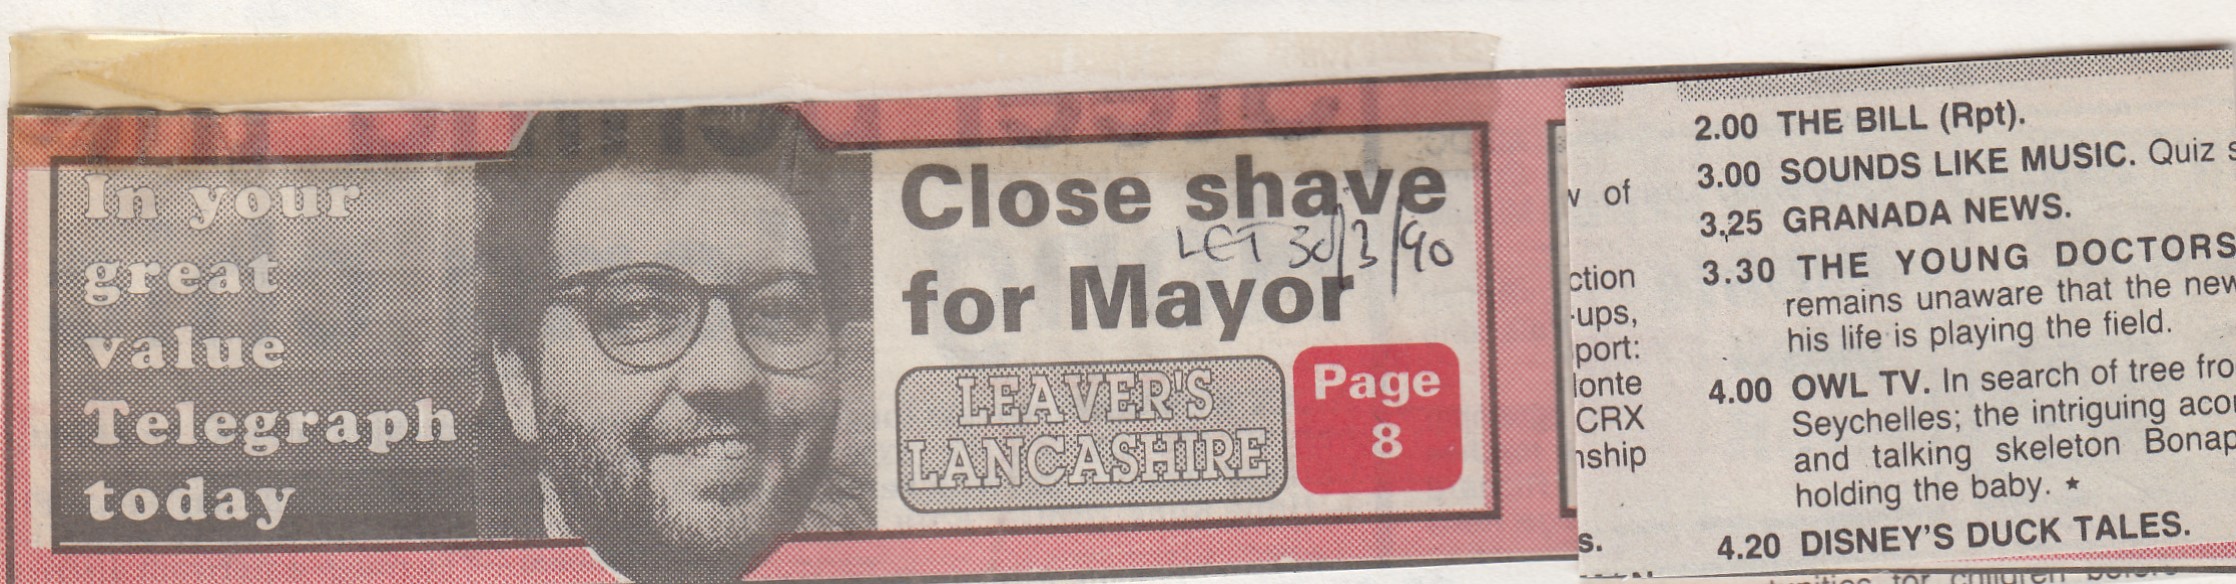 In your
great
value
Telegraph
today
Close shave
LET 30/3/90
for Mayor
LEAVER'S
LANCASHIRE
Page
8
of
ction
-ups,
port:
lonte
CRX
nship
s.
2.00 THE BILL (Rpt).
3.00 SOUNDS LIKE MUSIC. Quiz s
3.25 GRANADA NEWS.
3.30 THE YOUNG DOCTORS
remains unaware that the new
his life is playing the field.
4.00 OWL TV. In search of tree fro
Seychelles; the intriguing acor
and talking skeleton Bonap
holding the baby. ★
4.20 DISNEY'S DUCK TALES.
for children